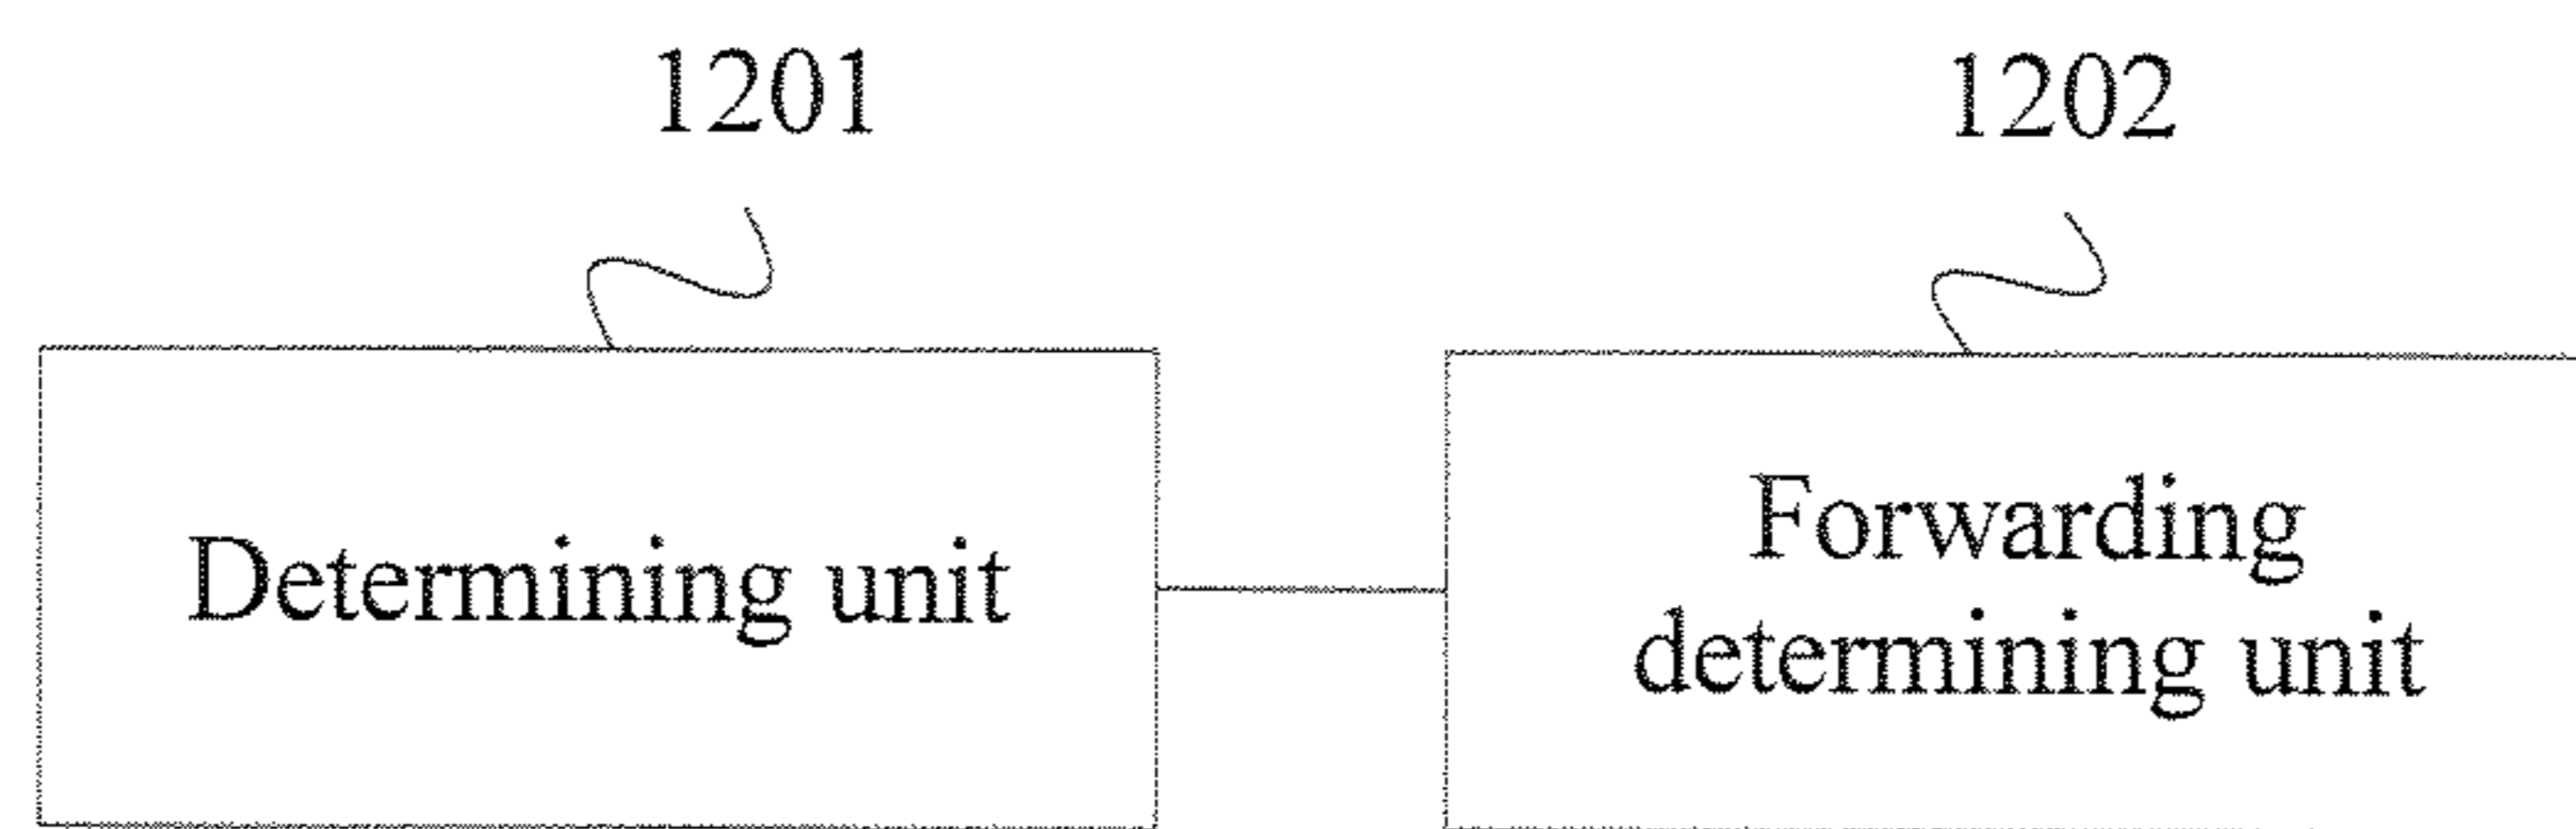 1201
1202
Determining unit
Forwarding
determining unit